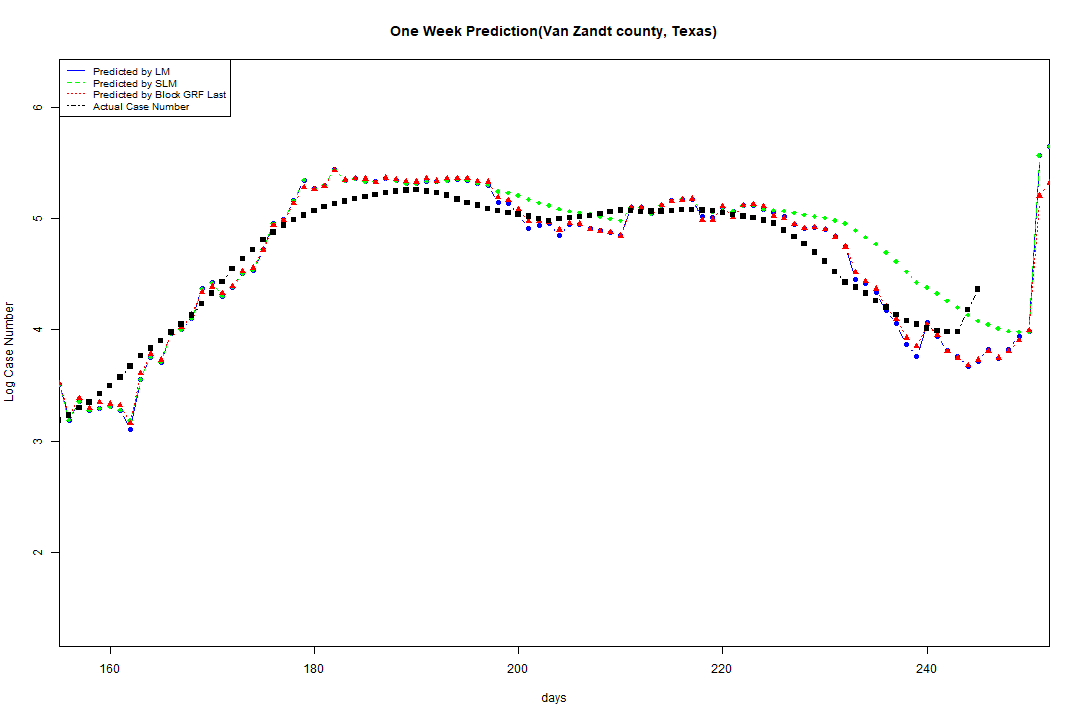 One Week Prediction(Van Zandt county, Texas)
Predicted by LM
Predicted by SLM
Predicted by Block GRF Last
Actual Case Number
Log Case Number
6
5
4
3
2
160 180 200 220 240
days